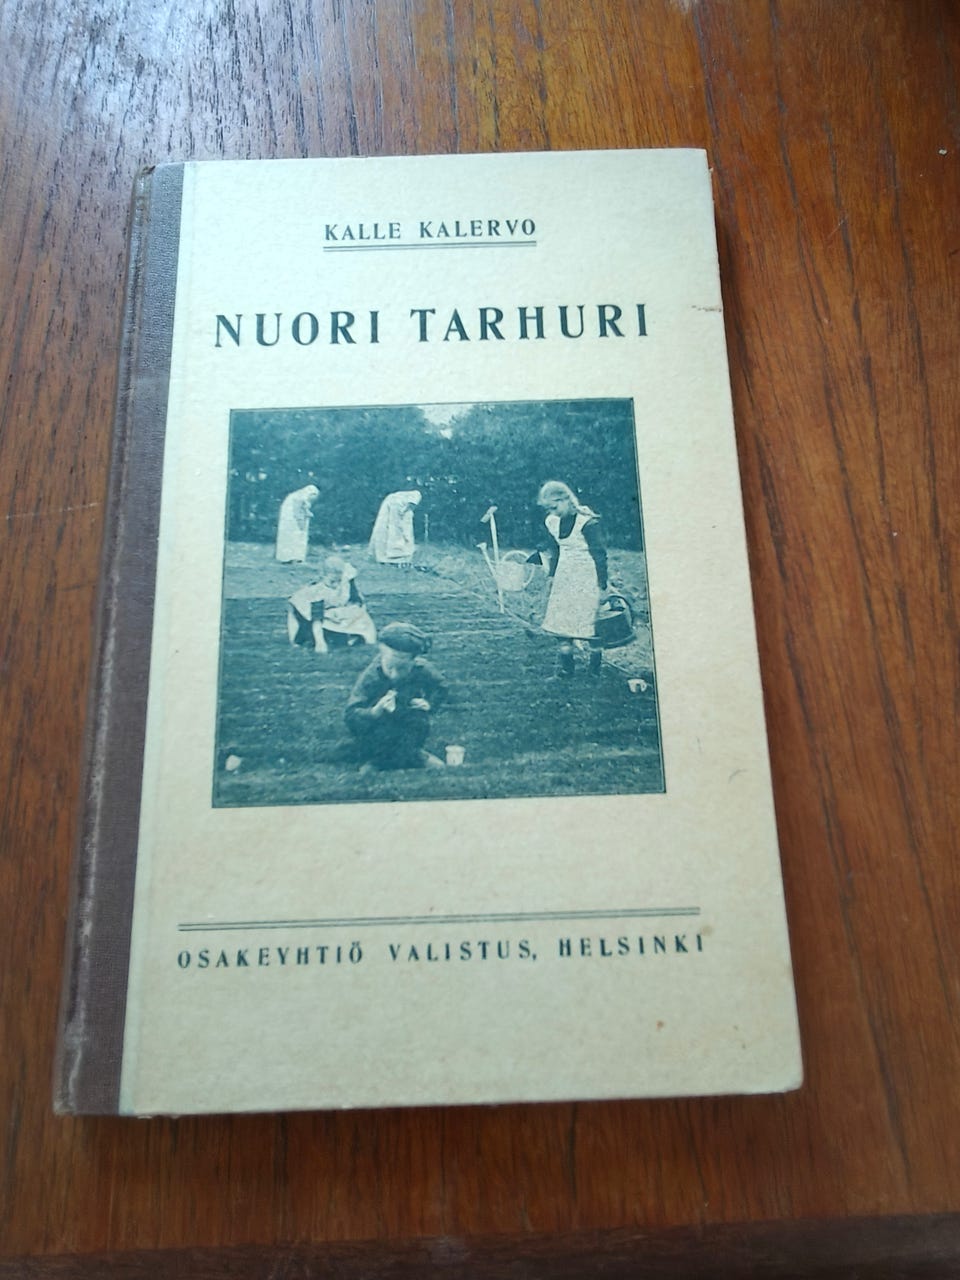 KALLE KALERVO
NUORI TARHURI
OSAKEYHTIÖ VALISTUS, HELSINKI